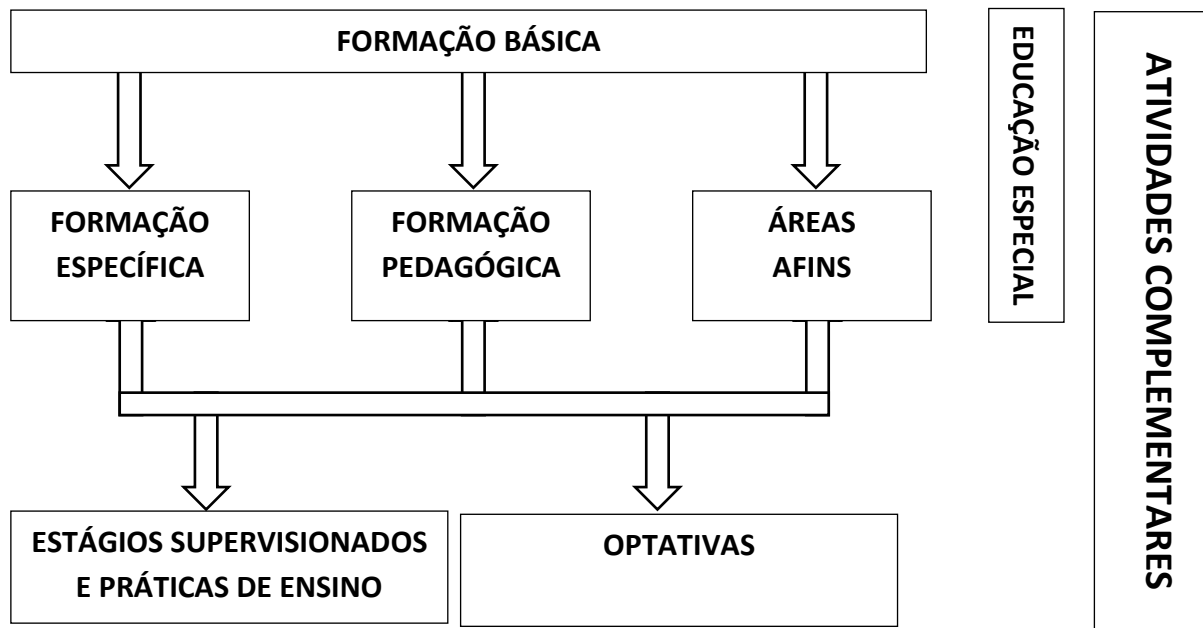 FORMAÇÃO BÁSICA
FORMAÇÃO
ESPECÍFICA
FORMAÇÃO
PEDAGÓGICA
ÁREAS
AFINS
ESTÁGIOS SUPERVISIONADOS
E PRÁTICAS DE ENSINO
OPTATIVAS
EDUCAÇÃO ESPECIAL
ATIVIDADES COMPLEMENTARES